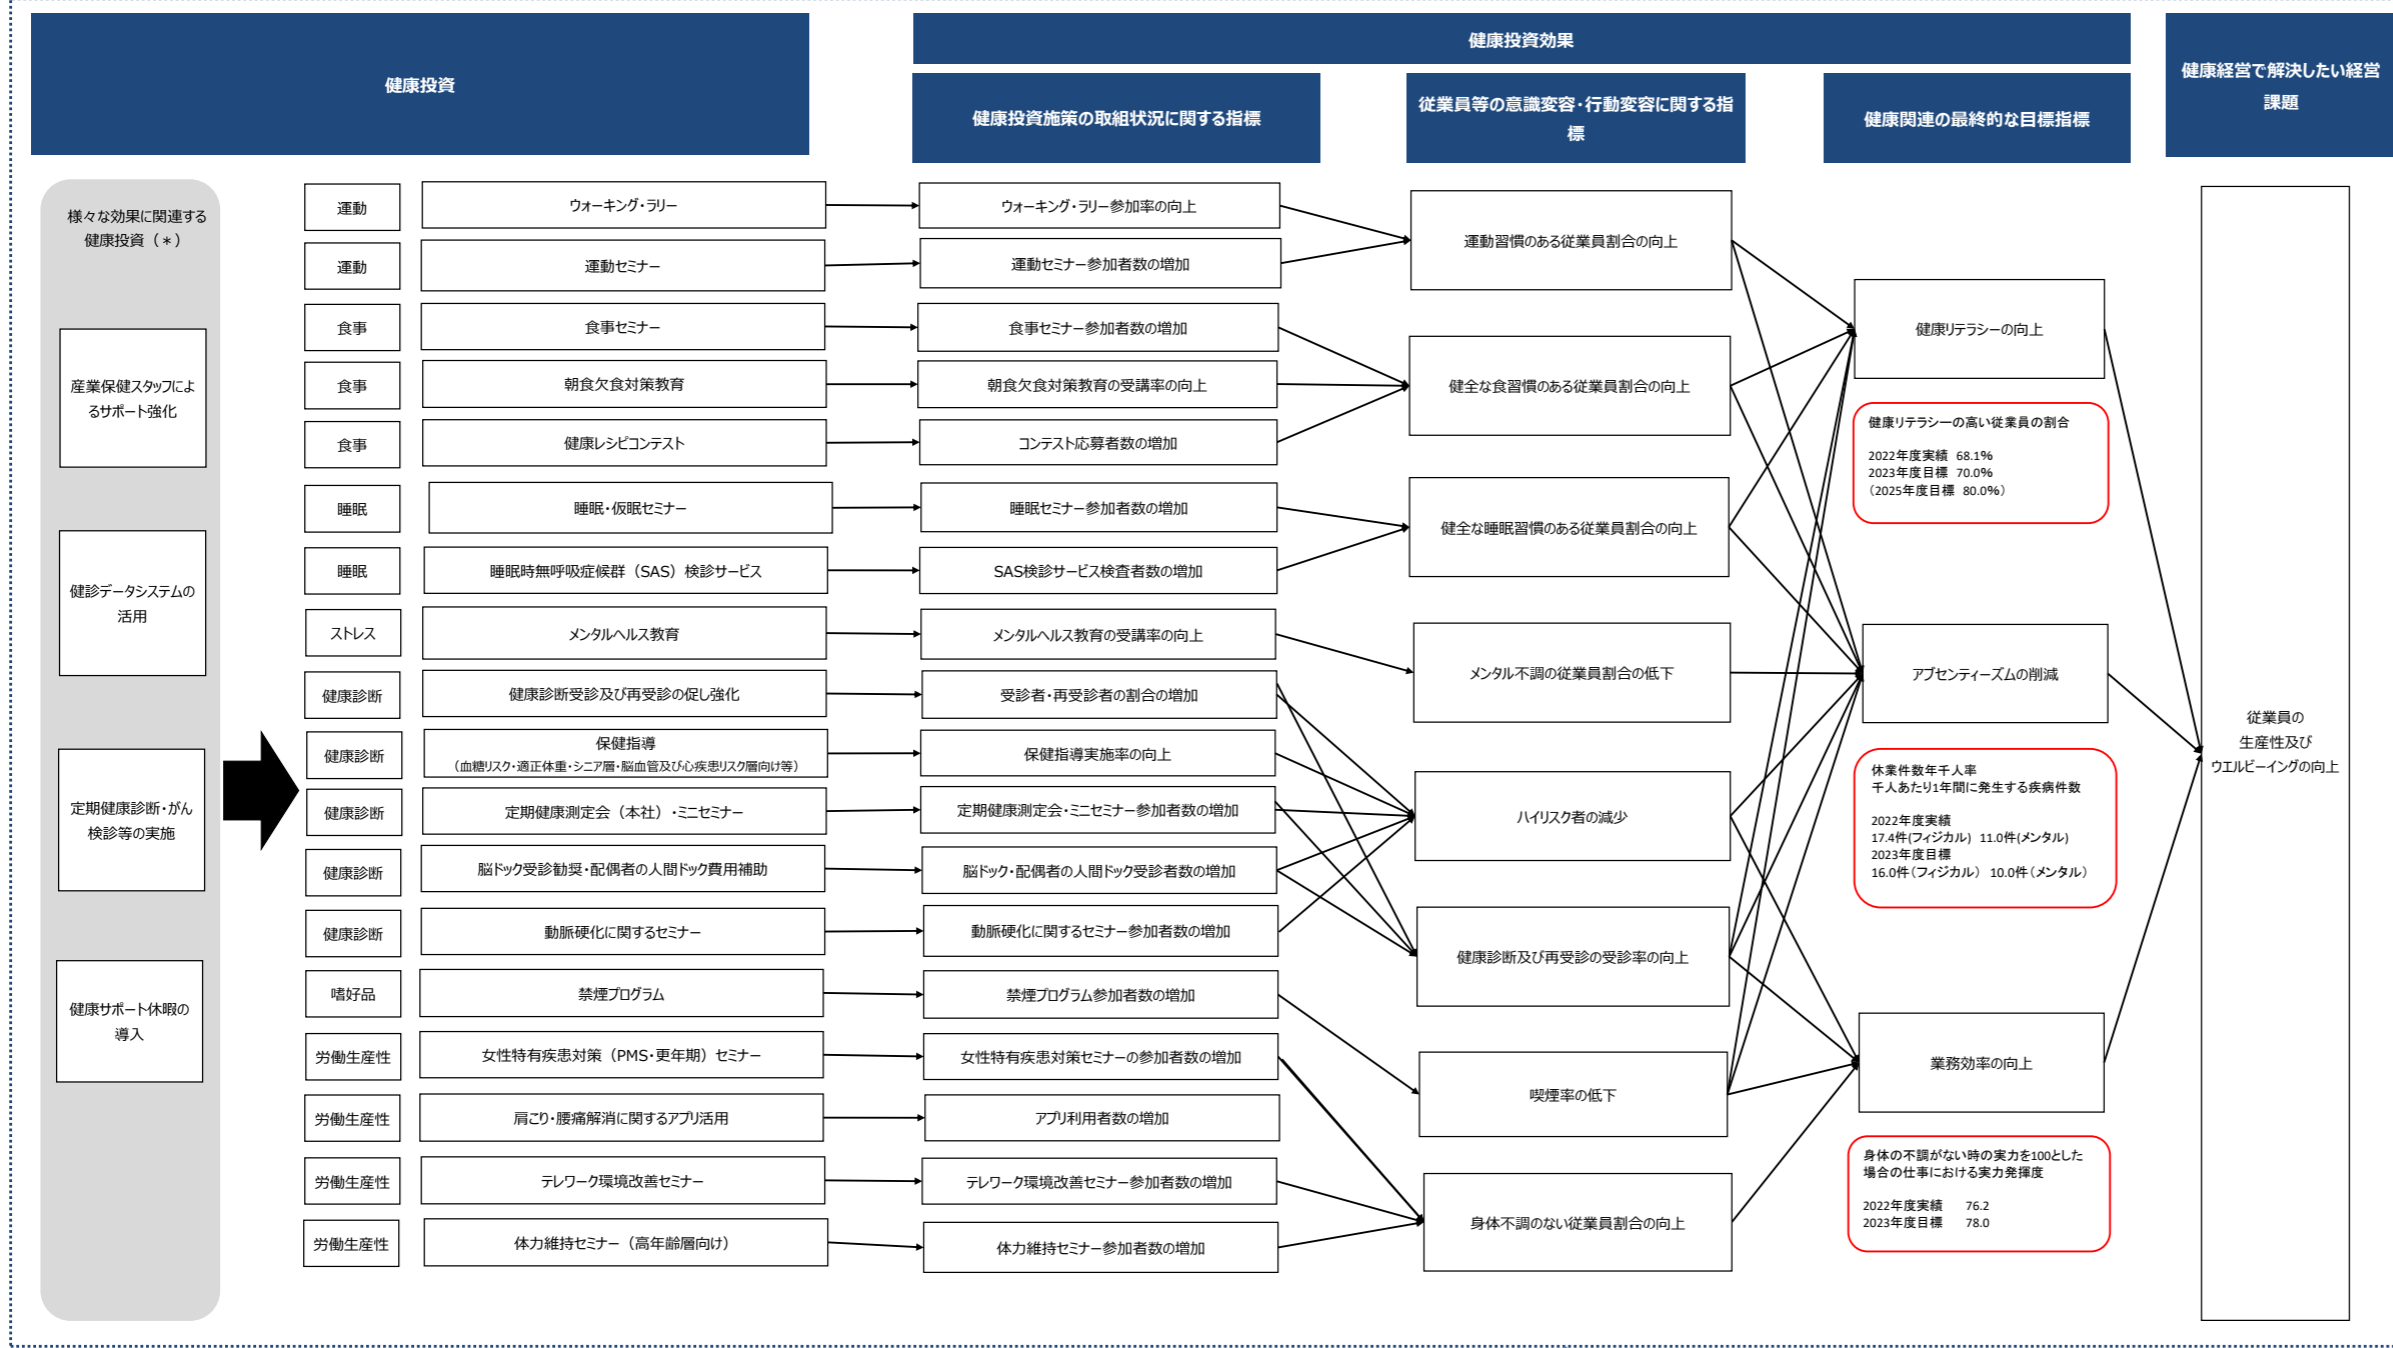 健康投資
健康投資効果
健康投資施策の取組状況に関する指標
従業員等の意識変容・行動変容に関する指
標
健康関連の最終的な目標指標
健康経営で解決したい経営
課題
様々な効果に関連する
健康投資（＊）
産業保健スタッフによ
るサポート強化
健診データシステムの
活用
定期健康診断・がん
検診等の実施
健康サポート休暇の
導入
運動
ウォーキング・ラリー
ウォーキング・ラリー参加率の向上
運動
運動セミナー
運動セミナー参加者数の増加
食事
食事セミナー
食事セミナー参加者数の増加
食事
朝食欠食対策教育
朝食欠食対策教育の受講率の向上
食事
健康レシピコンテスト
コンテスト応募者数の増加
睡眠
睡眠・仮眠セミナー
睡眠セミナー参加者数の増加
睡眠
睡眠時無呼吸症候群（SAS）検診サービス
SAS検診サービス検査者数の増加
ストレス
メンタルヘルス教育
メンタルヘルス教育の受講率の向上
健康診断
健康診断受診及び再受診の促し強化
受診者・再受診者の割合の増加
健康診断
保健指導
（血糖リスク・適正体重・シニア層・脳血管及び心疾患リスク層向け等）
保健指導実施率の向上
健康診断
定期健康測定会（本社）・ミニセミナー
定期健康測定会・ミニセミナー参加者数の増加
健康診断
脳ドック受診勧奨・配偶者の人間ドック費用補助
脳ドック・配偶者の人間ドック受診者数の増加
健康診断
動脈硬化に関するセミナー
動脈硬化に関するセミナー参加者数の増加
嗜好品
禁煙プログラム
禁煙プログラム参加者数の増加
労働生産性
女性特有疾患対策（PMS・更年期）セミナー
女性特有疾患対策セミナーの参加者数の増加
労働生産性
肩こり・腰痛解消に関するアプリ活用
アプリ利用者数の増加
労働生産性
テレワーク環境改善セミナー
テレワーク環境改善セミナー参加者数の増加
労働生産性
体力維持セミナー（高年齢層向け）
体力維持セミナー参加者数の増加
運動習慣のある従業員割合の向上
健全な食習慣のある従業員割合の向上
健全な睡眠習慣のある従業員割合の向上
メンタル不調の従業員割合の低下
ハイリスク者の減少
健康診断及び再受診の受診率の向上
喫煙率の低下
身体不調のない従業員割合の向上
健康リテラシーの向上
健康リテラシーの高い従業員の割合
2022年度実績 68.1%
2023年度目標 70.0%
（2025年度目標 80.0%）
アブセンティーズムの削減
休業件数年千人率
千人あたり1年間に発生する疾病件数
2022年度実績
17.4件(フィジカル) 11.0件(メンタル)
2023年度目標
16.0件（フィジカル） 10.0件（メンタル）
業務効率の向上
身体の不調がない時の実力を100とした
場合の仕事における実力発揮度
2022年度実績 76.2
2023年度目標 78.0
従業員の
生産性及び
ウエルビーイングの向上